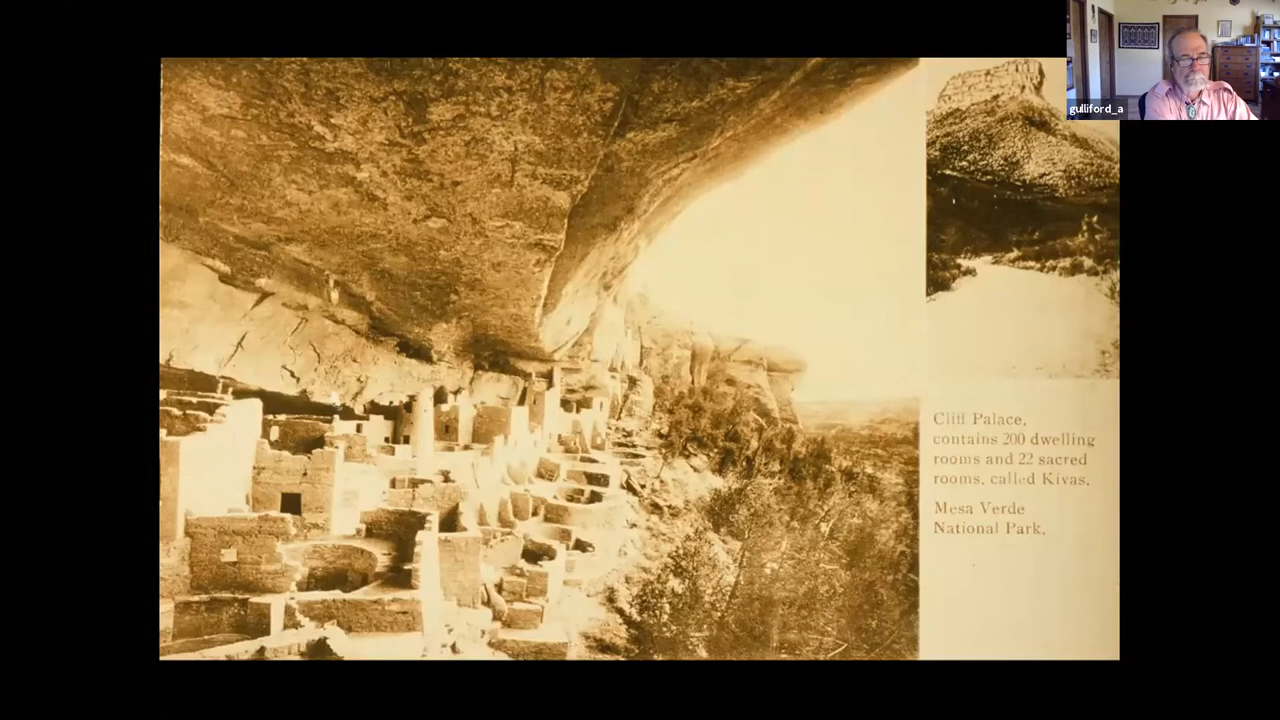 gulliford_a
Cliff Palace,
contains 200 dwelling
rooms and 22 sacred
rooms, called Kivas.
Mesa Verde
National Park.